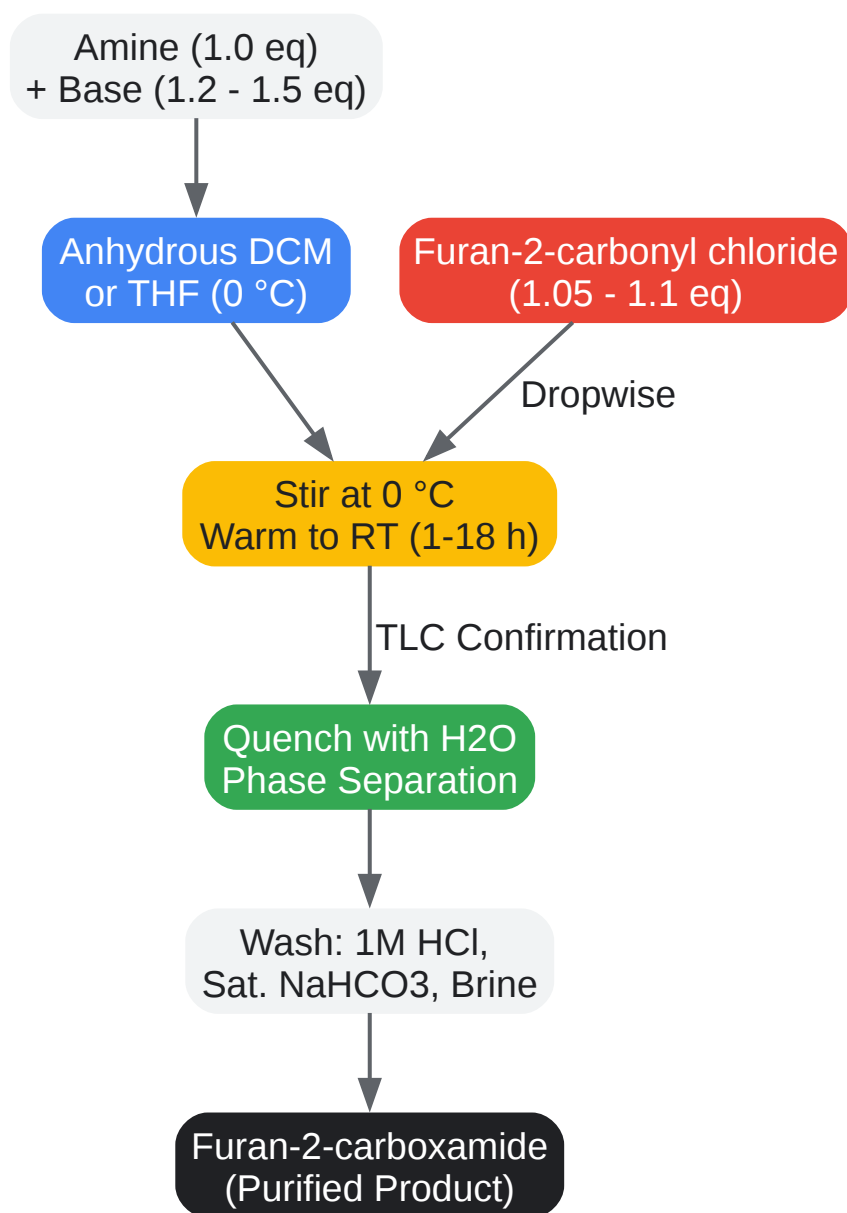 Amine (1.0 eq)
+ Base (1.2 - 1.5 eq)
Anhydrous DCM
or THF (0 °C)
Furan-2-carbonyl chloride
(1.05 - 1.1 eq)
Dropwise
Stir at 0 °C
Warm to RT (1-18 h)
TLC Confirmation
Quench with H2O
Phase Separation
Wash: 1M HCl,
Sat. NaHCO3, Brine
Furan-2-carboxamide
(Purified Product)